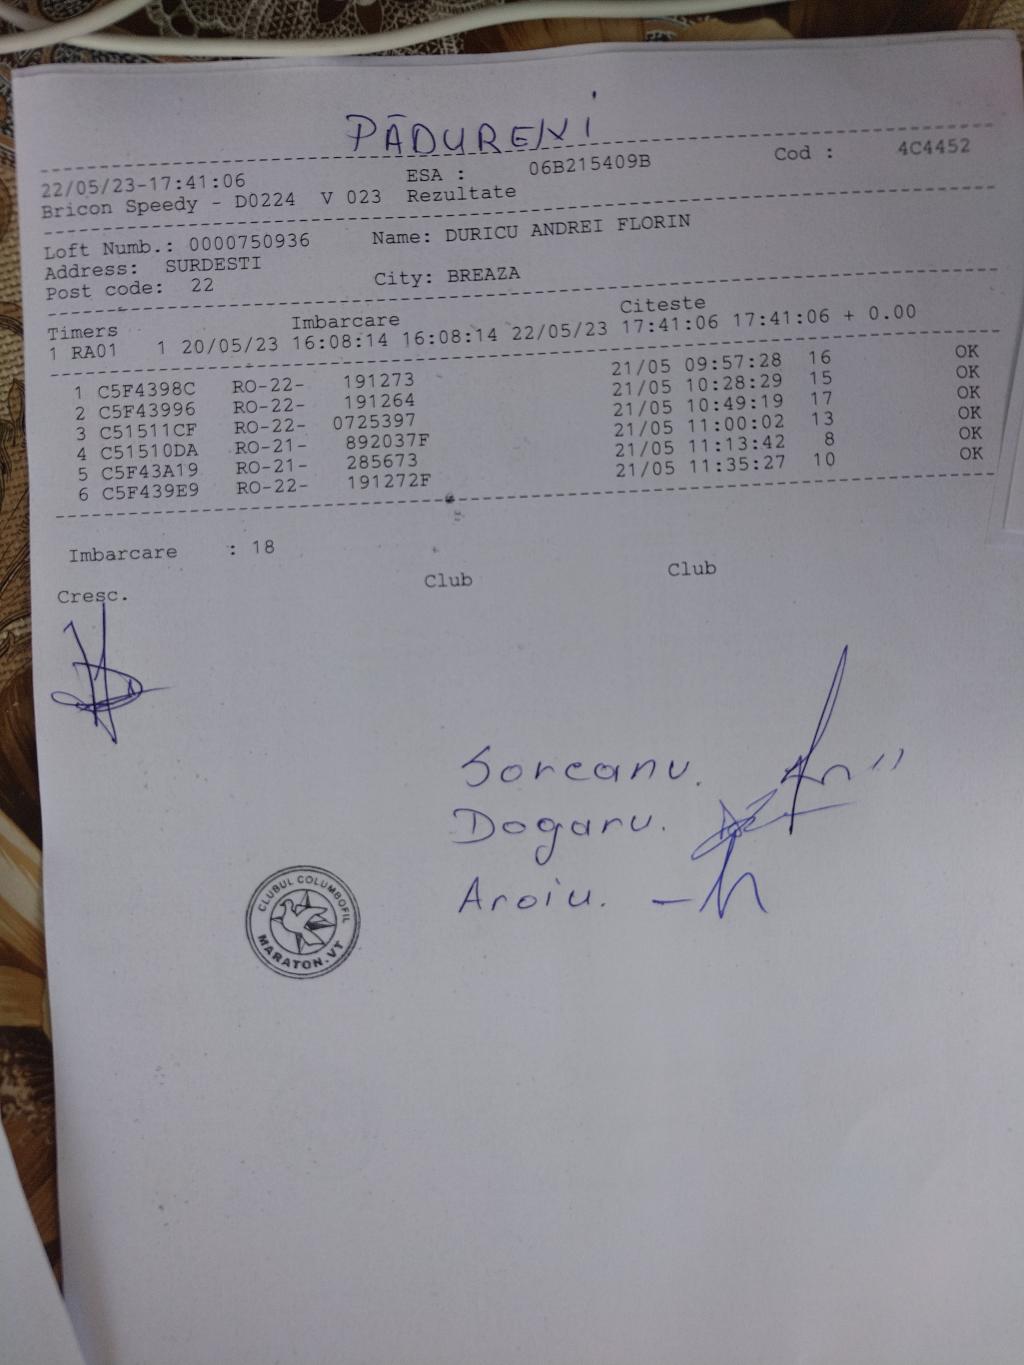 PĂDURENI
22/05/23-17:41:06 ESA : 06B215409B Cod : 4C4452
Bricon Speedy - D0224 V 023 Rezultate
Loft Numb.: 0000750936 Name: DURICU ANDREI FLORIN
Address: SURDESTI
Post code: 22 City: BREAZA
Timers Imbarcare Citeste
1 RA01 1 20/05/23 16:08:14 16:08:14 22/05/23 17:41:06 17:41:06 + 0.00
1 C5F4398C RO-22- 191273 21/05 09:57:28 16 OK
2 C5F43996 RO-22- 191264 21/05 10:28:29 15 OK
3 C51511CF RO-22- 0725397 21/05 10:49:19 17 OK
4 C51510DA RO-21- 892037F 21/05 11:00:02 13 OK
5 C5F43A19 RO-21- 285673 21/05 11:13:42 8 OK
6 C5F439E9 RO-22- 191272F 21/05 11:35:27 10 OK
Imbarcare : 18
Cresc. Club Club
Soreanu.
Dogaru.
Aroiu.
CLUBUL COLUMBOFIL
MARATON.VT